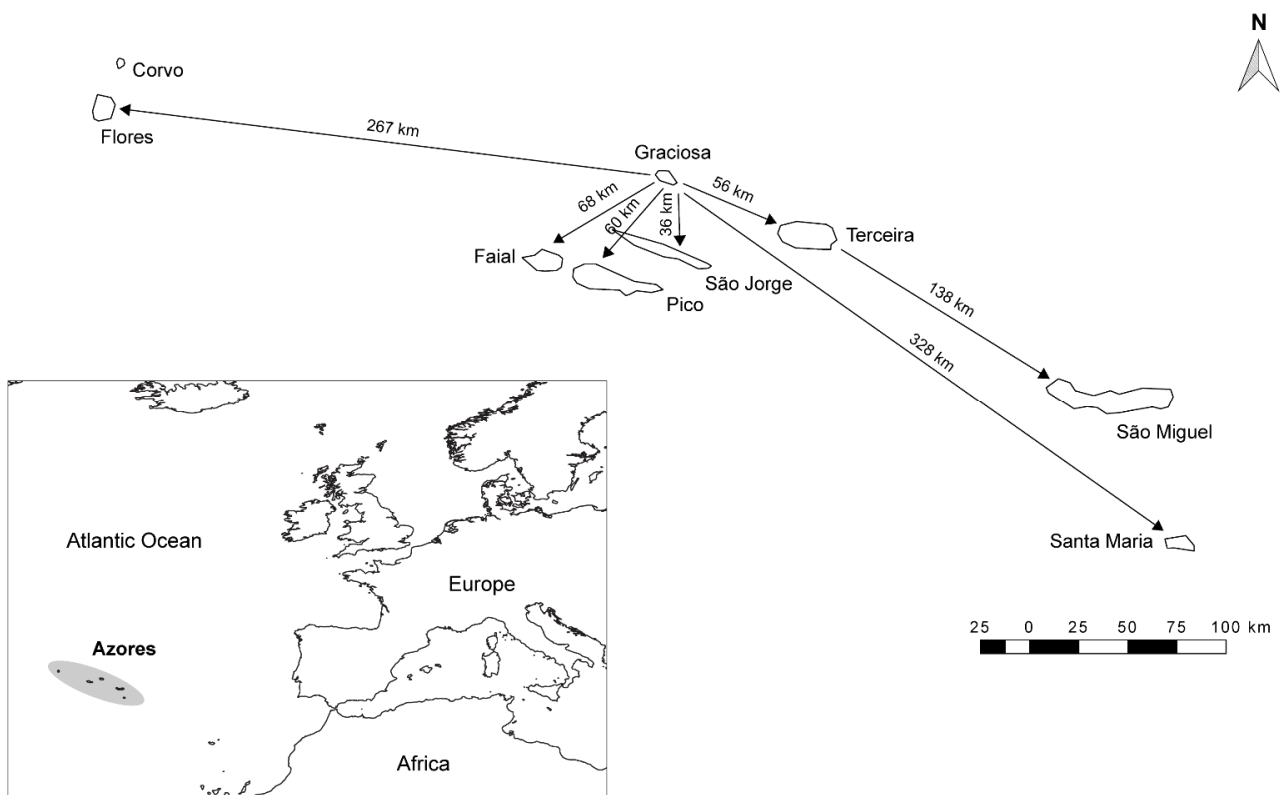 N
Corvo
Flores
267 km
Graciosa
68 km
60 km
36 km
56 km
Terceira
Faial
São Jorge
Pico
138 km
328 km
São Miguel
Santa Maria
25 0 25 50 75 100 km
Atlantic Ocean
Europe
Azores
Africa